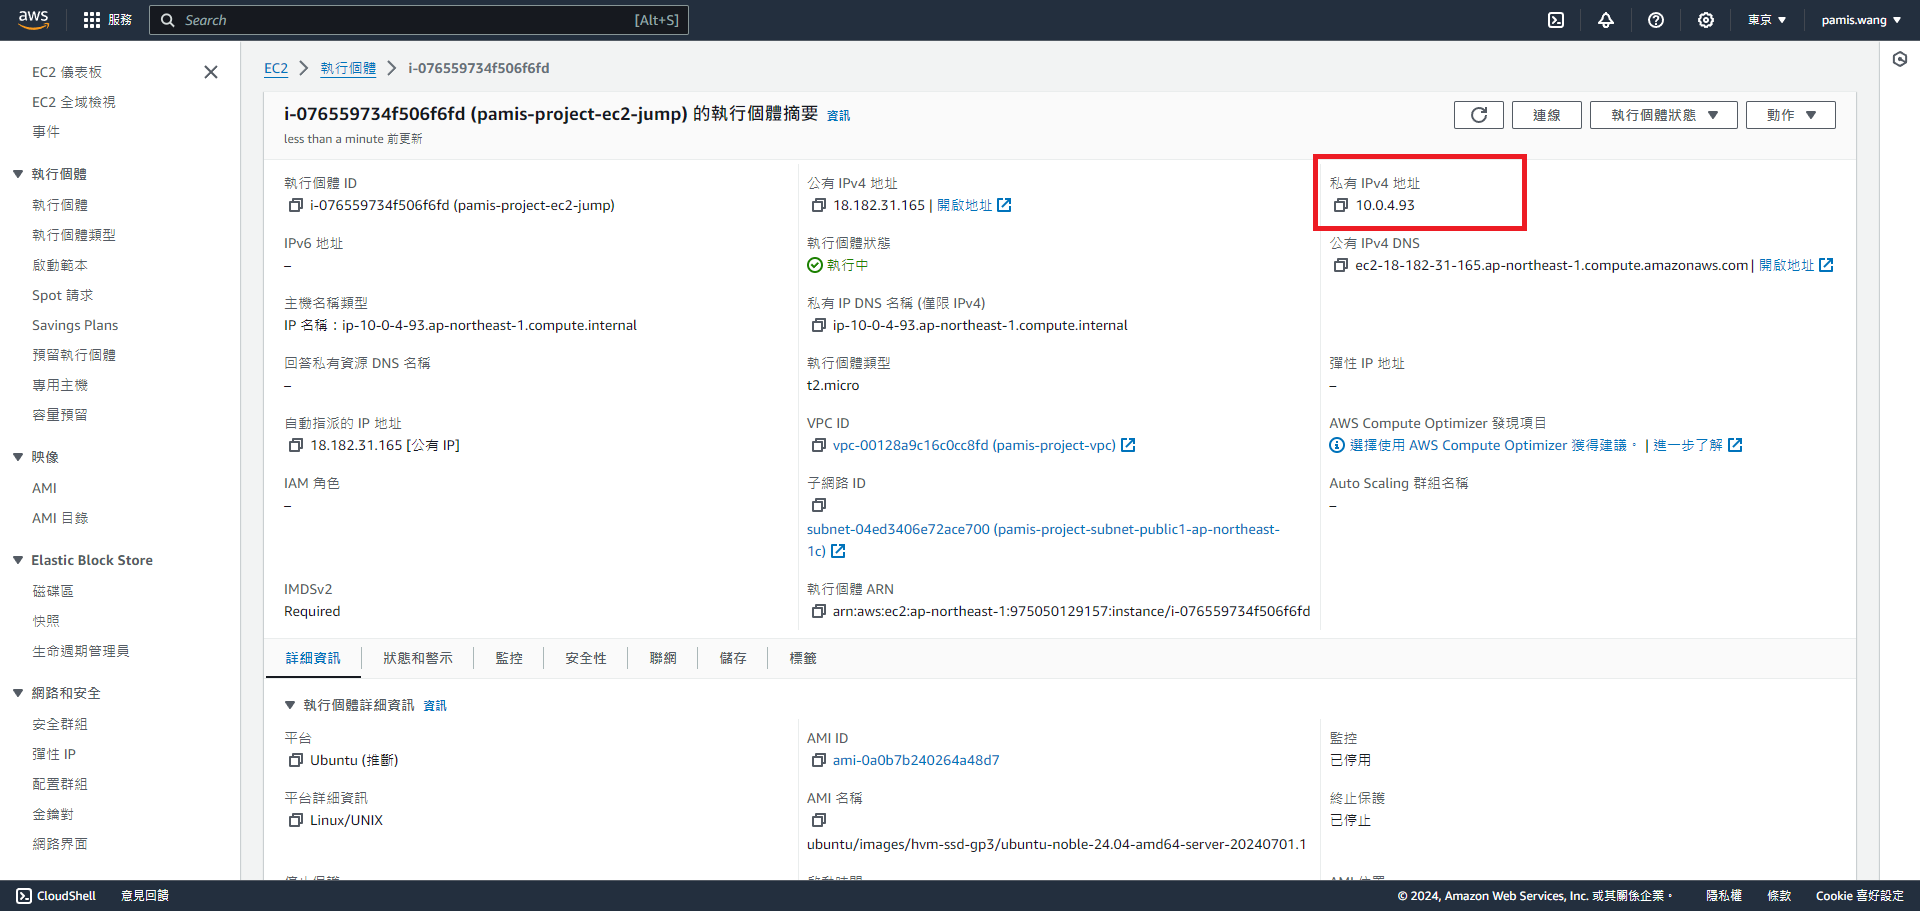 aws
服務
Search
[Alt+S]
東京
pamis.wang
EC2 儀表板
EC2 全域檢視
事件
執行個體
執行個體
執行個體類型
啟動範本
Spot 請求
Savings Plans
預留執行個體
專用主機
容量預留
映像
AMI
AMI 目錄
Elastic Block Store
磁碟區
快照
生命週期管理員
網路和安全
安全群組
彈性 IP
配置群組
金鑰對
網路界面
EC2
執行個體
i-076559734f506f6fd
i-076559734f506f6fd (pamis-project-ec2-jump) 的執行個體摘要 資訊
less than a minute 前更新
連線
執行個體狀態
動作
執行個體 ID
i-076559734f506f6fd (pamis-project-ec2-jump)
公有 IPv4 地址
18.182.31.165 | 開啟地址
私有 IPv4 地址
10.0.4.93
IPv6 地址
–
執行個體狀態
執行中
公有 IPv4 DNS
ec2-18-182-31-165.ap-northeast-1.compute.amazonaws.com | 開啟地址
主機名稱類型
IP 名稱：ip-10-0-4-93.ap-northeast-1.compute.internal
私有 IP DNS 名稱 (僅限 IPv4)
ip-10-0-4-93.ap-northeast-1.compute.internal
回答私有資源 DNS 名稱
–
執行個體類型
t2.micro
彈性 IP 地址
–
自動指派的 IP 地址
18.182.31.165 [公有 IP]
VPC ID
vpc-00128a9c16c0cc8fd (pamis-project-vpc)
AWS Compute Optimizer 發現項目
選擇使用 AWS Compute Optimizer 獲得建議。 | 進一步了解
IAM 角色
–
子網路 ID
subnet-04ed3406e72ace700 (pamis-project-subnet-public1-ap-northeast-
1c)
Auto Scaling 群組名稱
–
IMDSv2
Required
執行個體 ARN
arn:aws:ec2:ap-northeast-1:975050129157:instance/i-076559734f506f6fd
詳細資訊
狀態和警示
監控
安全性
聯網
儲存
標籤
執行個體詳細資訊 資訊
平台
Ubuntu (推斷)
AMI ID
ami-0a0b7b240264a48d7
監控
已停用
平台詳細資訊
Linux/UNIX
AMI 名稱
ubuntu/images/hvm-ssd-gp3/ubuntu-noble-24.04-amd64-server-20240701.1
終止保護
已停止
停止保護
啟動時間
AMI 位置
CloudShell
意見回饋
© 2024, Amazon Web Services, Inc. 或其關係企業。
隱私權
條款
Cookie 喜好設定